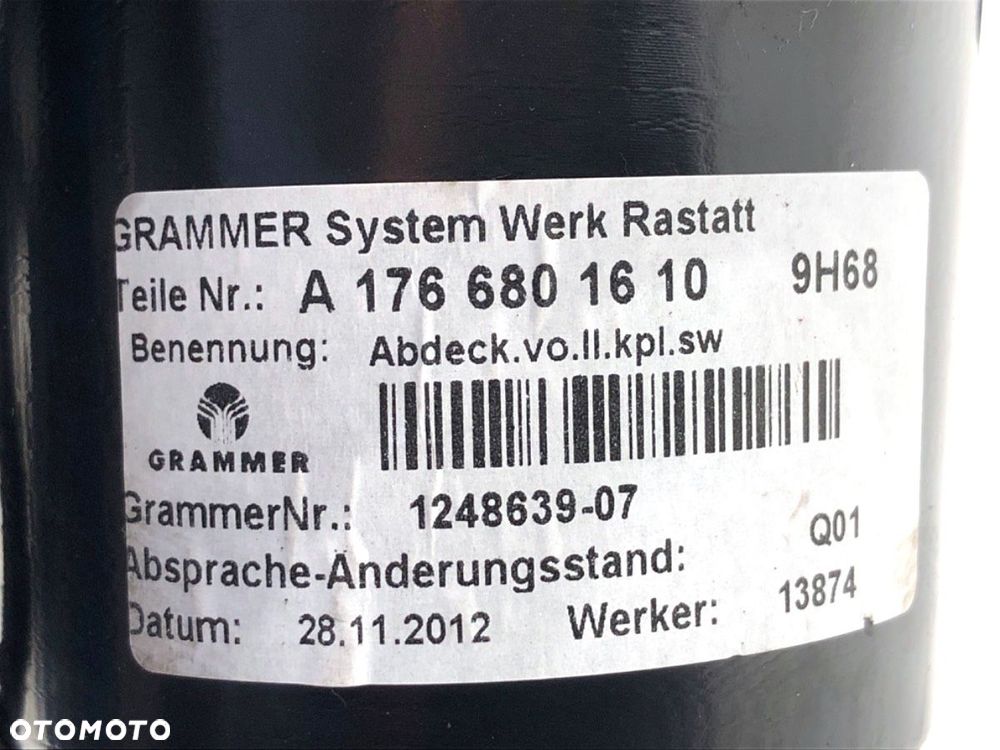 GRAMMER System Werk Rastatt
Teile Nr.: A 176 680 16 10 9H68
Benennung: Abdeck.vo.ll.kpl.sw
GRAMMER
GrammerNr.: 1248639-07
Absprache-Änderungsstand: Q01
Datum: 28.11.2012 Werker: 13874
OTOMOTO